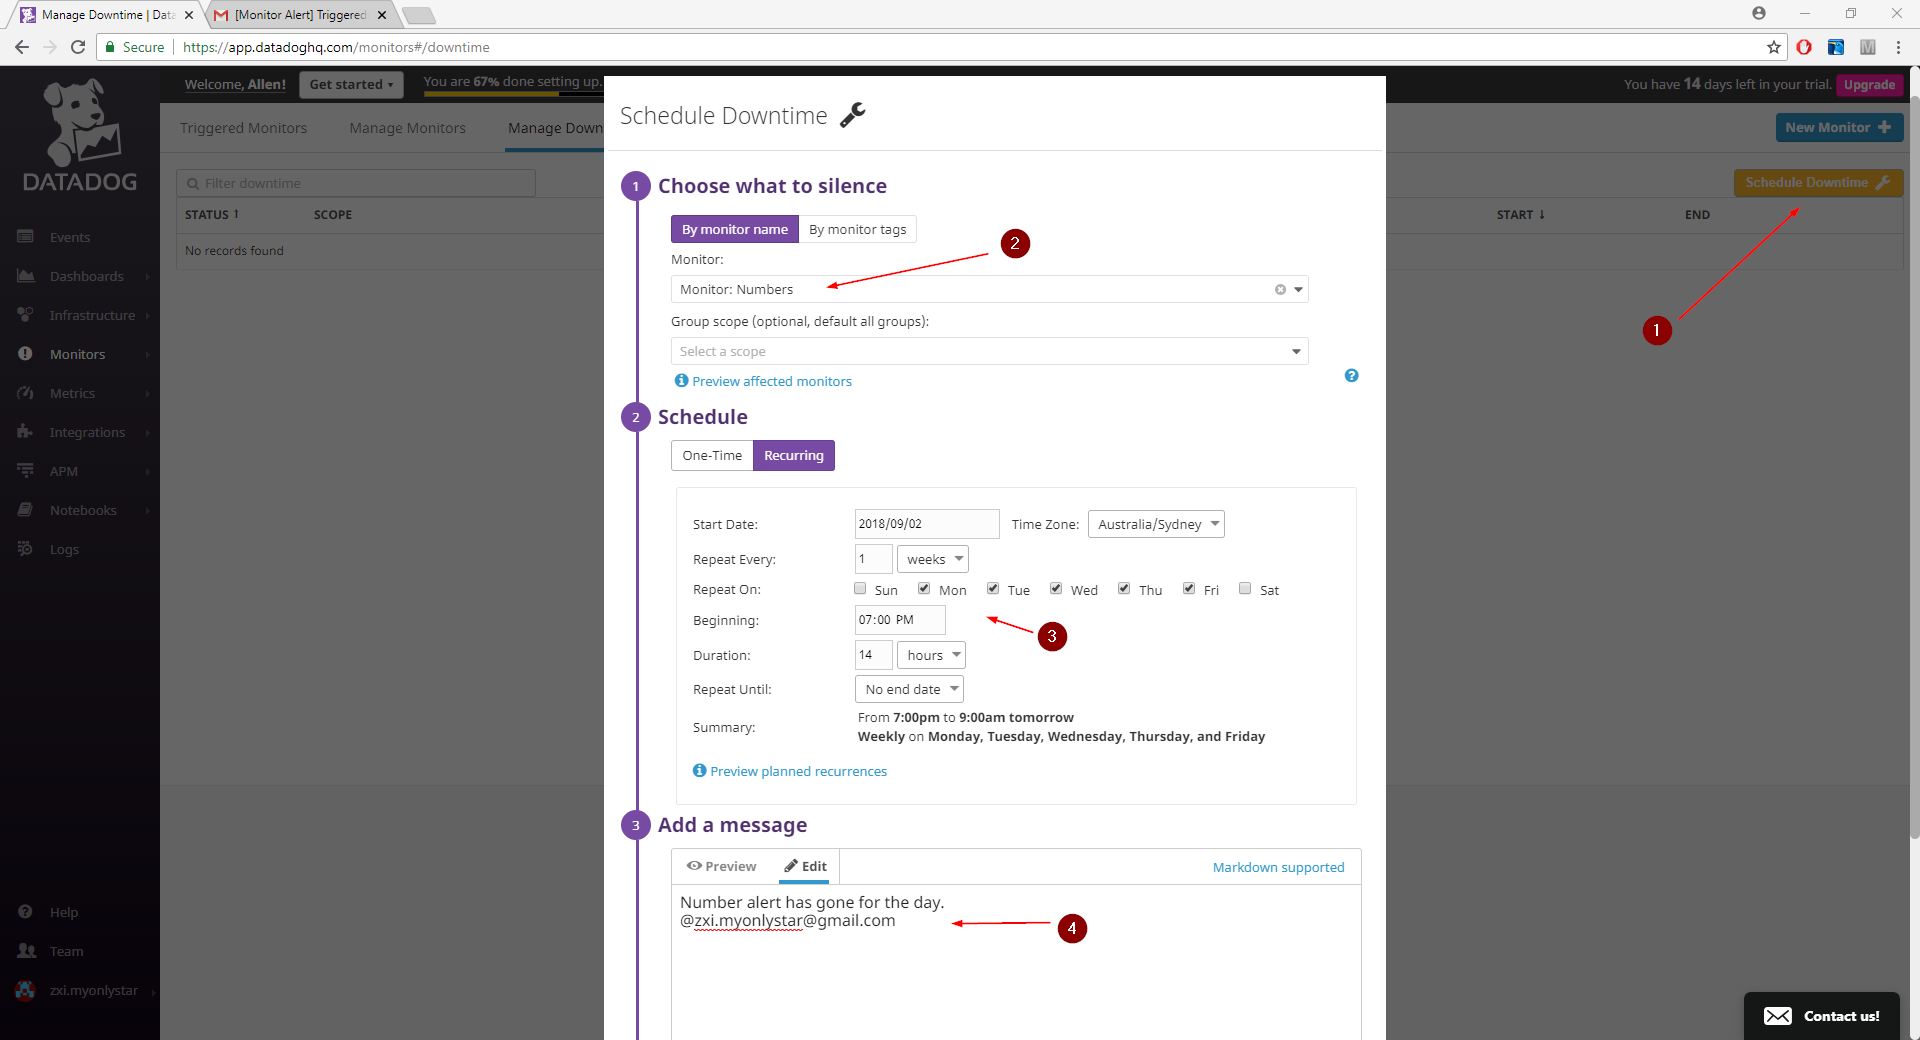 Manage Downtime | Data
[Monitor Alert] Triggered:
Secure
https://app.datadoghq.com/monitors#/downtime
DATADOG
Events
Dashboards
Infrastructure
Monitors
Metrics
Integrations
APM
Notebooks
Logs
Help
Team
zxi.myonlystar
Welcome, Allen!
Get started
You are 67% done setting up.
You have 14 days left in your trial.
Upgrade
Triggered Monitors
Manage Monitors
Manage Down
New Monitor
Filter downtime
Schedule Downtime
STATUS
SCOPE
START
END
No records found
1
Schedule Downtime
1
Choose what to silence
By monitor name
By monitor tags
2
Monitor:
Monitor: Numbers
Group scope (optional, default all groups):
Select a scope
Preview affected monitors
?
2
Schedule
One-Time
Recurring
Start Date:
2018/09/02
Time Zone:
Australia/Sydney
Repeat Every:
1
weeks
Repeat On:
Sun
Mon
Tue
Wed
Thu
Fri
Sat
Beginning:
07:00 PM
3
Duration:
14
hours
Repeat Until:
No end date
Summary:
From 7:00pm to 9:00am tomorrow
Weekly on Monday, Tuesday, Wednesday, Thursday, and Friday
Preview planned recurrences
3
Add a message
Preview
Edit
Markdown supported
Number alert has gone for the day.
@zxi.myonlystar@gmail.com
4
Contact us!